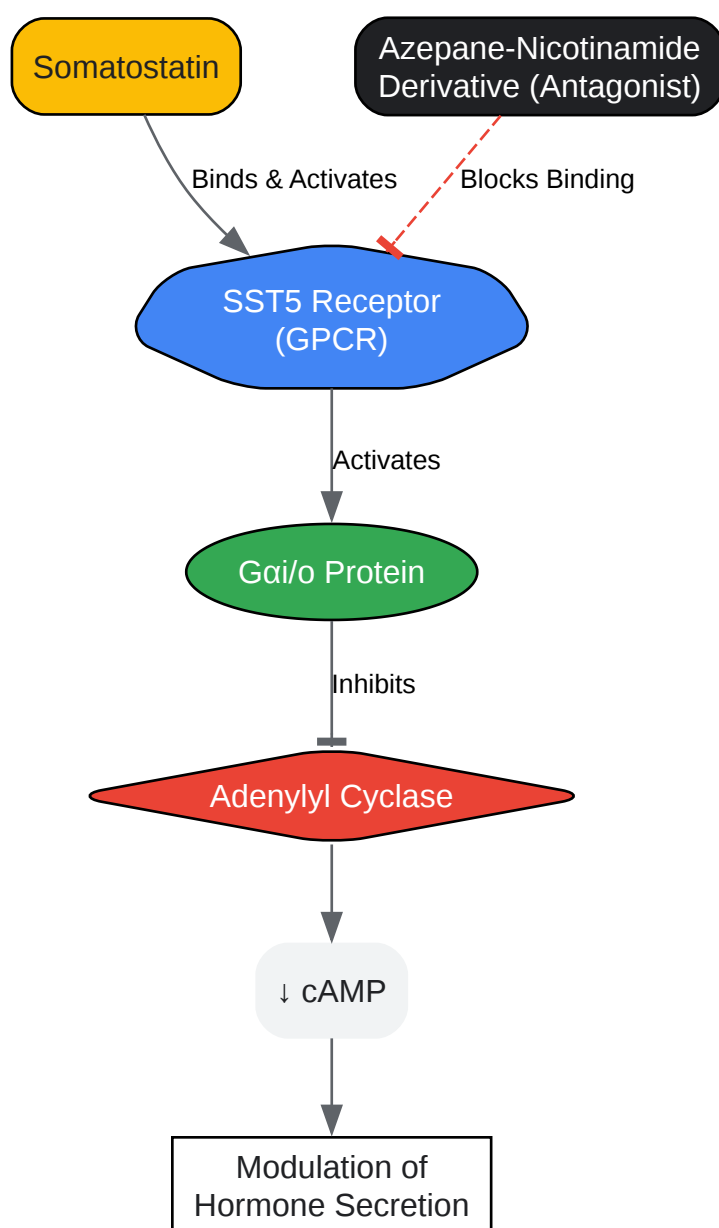 Somatostatin
Azepane-Nicotinamide
Derivative (Antagonist)
Binds & Activates
Blocks Binding
SST5 Receptor
(GPCR)
Activates
Gαi/o Protein
Inhibits
Adenylyl Cyclase
↓ cAMP
Modulation of
Hormone Secretion